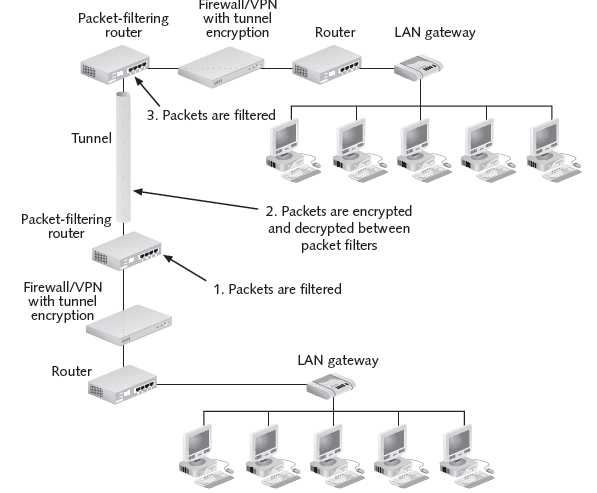 Packet-filtering
router
Firewall/VPN
with tunnel
encryption
Router
LAN gateway
3. Packets are filtered
Tunnel
2. Packets are encrypted
and decrypted between
packet filters
Packet-filtering
router
1. Packets are filtered
Firewall/VPN
with tunnel
encryption
Router
LAN gateway